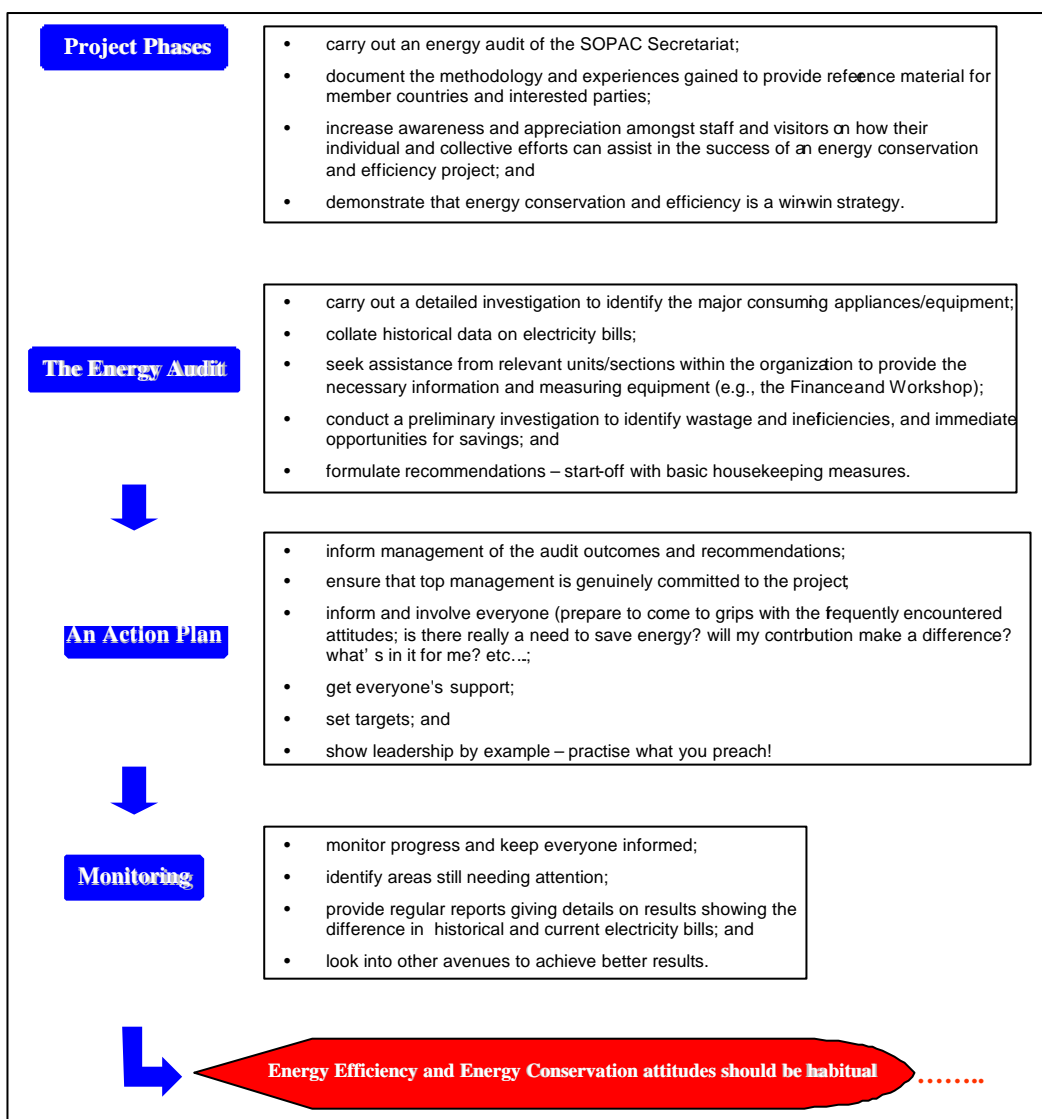 Project Phases
• carry out an energy audit of the SOPAC Secretariat;
• document the methodology and experiences gained to provide reference material for
member countries and interested parties;
• increase awareness and appreciation amongst staff and visitors on how their
individual and collective efforts can assist in the success of an energy conservation
and efficiency project; and
• demonstrate that energy conservation and efficiency is a win-win strategy.
The Energy Audit
• carry out a detailed investigation to identify the major consuming appliances/equipment;
• collate historical data on electricity bills;
• seek assistance from relevant units/sections within the organization to provide the
necessary information and measuring equipment (e.g., the Finance and Workshop);
• conduct a preliminary investigation to identify wastage and inefficiencies, and immediate
opportunities for savings; and
• formulate recommendations – start-off with basic housekeeping measures.
An Action Plan
• inform management of the audit outcomes and recommendations;
• ensure that top management is genuinely committed to the project;
• inform and involve everyone (prepare to come to grips with the frequently encountered
attitudes; is there really a need to save energy? will my contribution make a difference?
what's in it for me? etc…;
• get everyone's support;
• set targets; and
• show leadership by example – practise what you preach!
Monitoring
• monitor progress and keep everyone informed;
• identify areas still needing attention;
• provide regular reports giving details on results showing the
difference in historical and current electricity bills; and
• look into other avenues to achieve better results.
Energy Efficiency and Energy Conservation attitudes should be habitual ........